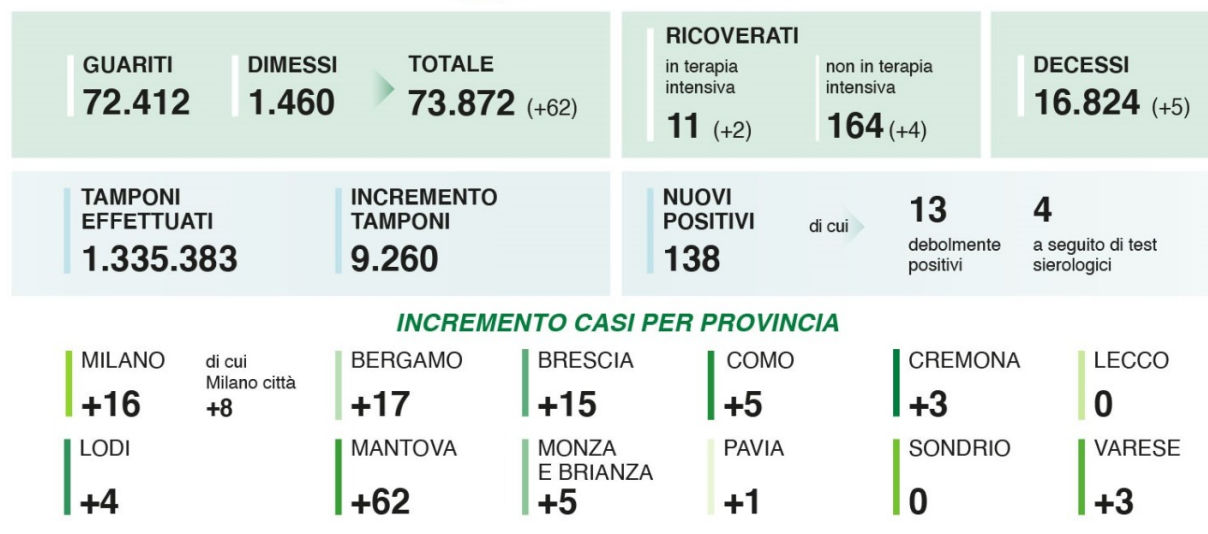 GUARITI
72.412
DIMESSI
1.460
TOTALE
73.872 (+62)
RICOVERATI
in terapia
intensiva
11 (+2)
non in terapia
intensiva
164 (+4)
DECESSI
16.824 (+5)
TAMPONI
EFFETTUATI
1.335.383
INCREMENTO
TAMPONI
9.260
NUOVI
POSITIVI
138
di cui
13
debolmente
positivi
4
a seguito di test
sierologici
INCREMENTO CASI PER PROVINCIA
MILANO
+16
di cui
Milano città
+8
BERGAMO
+17
BRESCIA
+15
COMO
+5
CREMONA
+3
LECCO
0
LODI
+4
MANTOVA
+62
MONZA
E BRIANZA
+5
PAVIA
+1
SONDRIO
0
VARESE
+3